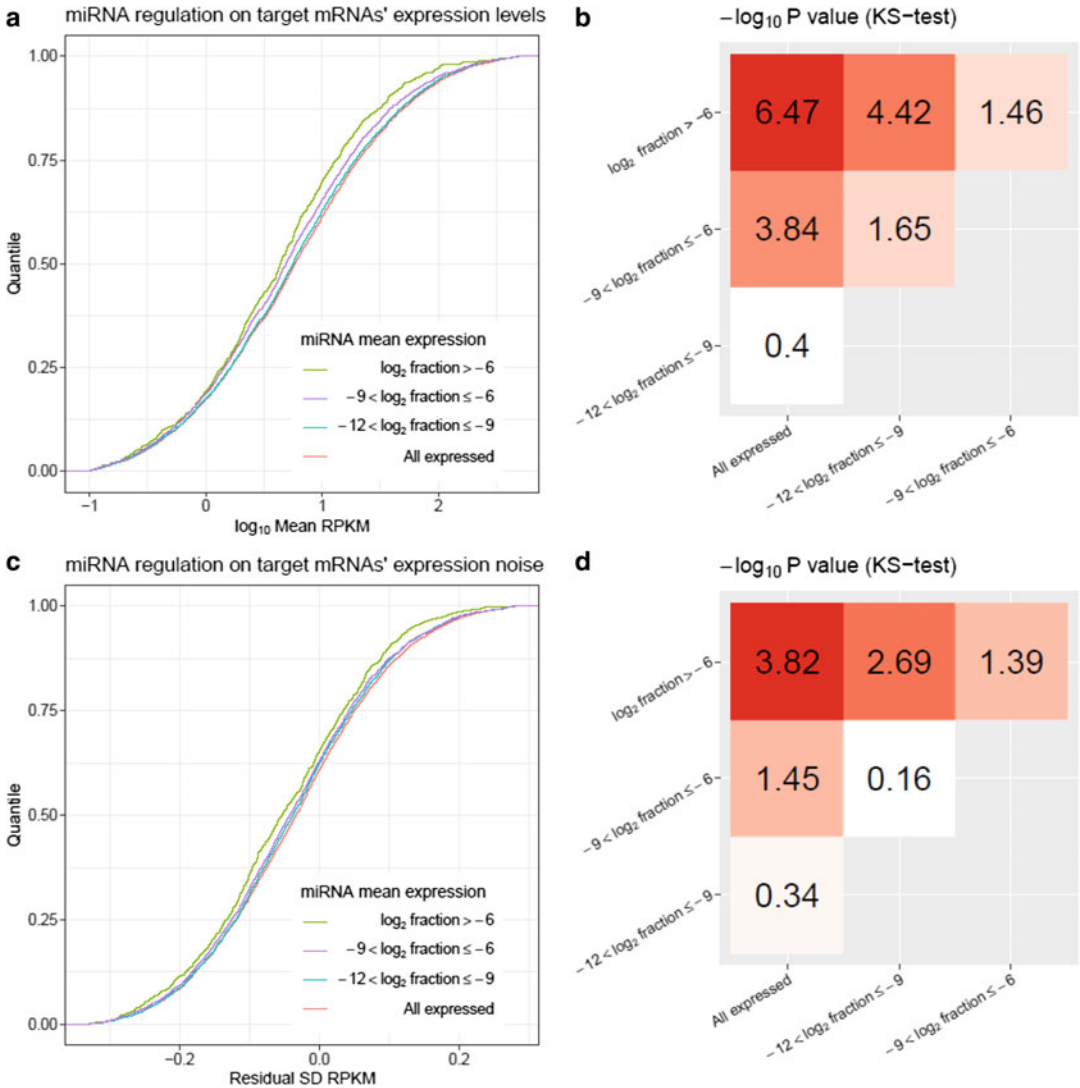 a
miRNA regulation on target mRNAs' expression levels
1.00
0.75
0.50
0.25
0.00
Quantile
−1
0
1
2
log₁₀ Mean RPKM
miRNA mean expression
log₂ fraction > −6
−9 < log₂ fraction ≤ −6
−12 < log₂ fraction ≤ −9
All expressed
b
−log₁₀ P value (KS−test)
log₂ fraction > −6
−9 < log₂ fraction ≤ −6
−12 < log₂ fraction ≤ −9
6.47 4.42 1.46
3.84 1.65
0.4
All expressed
−12 < log₂ fraction ≤ −9
−9 < log₂ fraction ≤ −6
c
miRNA regulation on target mRNAs' expression noise
1.00
0.75
0.50
0.25
0.00
Quantile
−0.2
0.0
0.2
Residual SD RPKM
miRNA mean expression
log₂ fraction > −6
−9 < log₂ fraction ≤ −6
−12 < log₂ fraction ≤ −9
All expressed
d
−log₁₀ P value (KS−test)
log₂ fraction > −6
−9 < log₂ fraction ≤ −6
−12 < log₂ fraction ≤ −9
3.82 2.69 1.39
1.45 0.16
0.34
All expressed
−12 < log₂ fraction ≤ −9
−9 < log₂ fraction ≤ −6